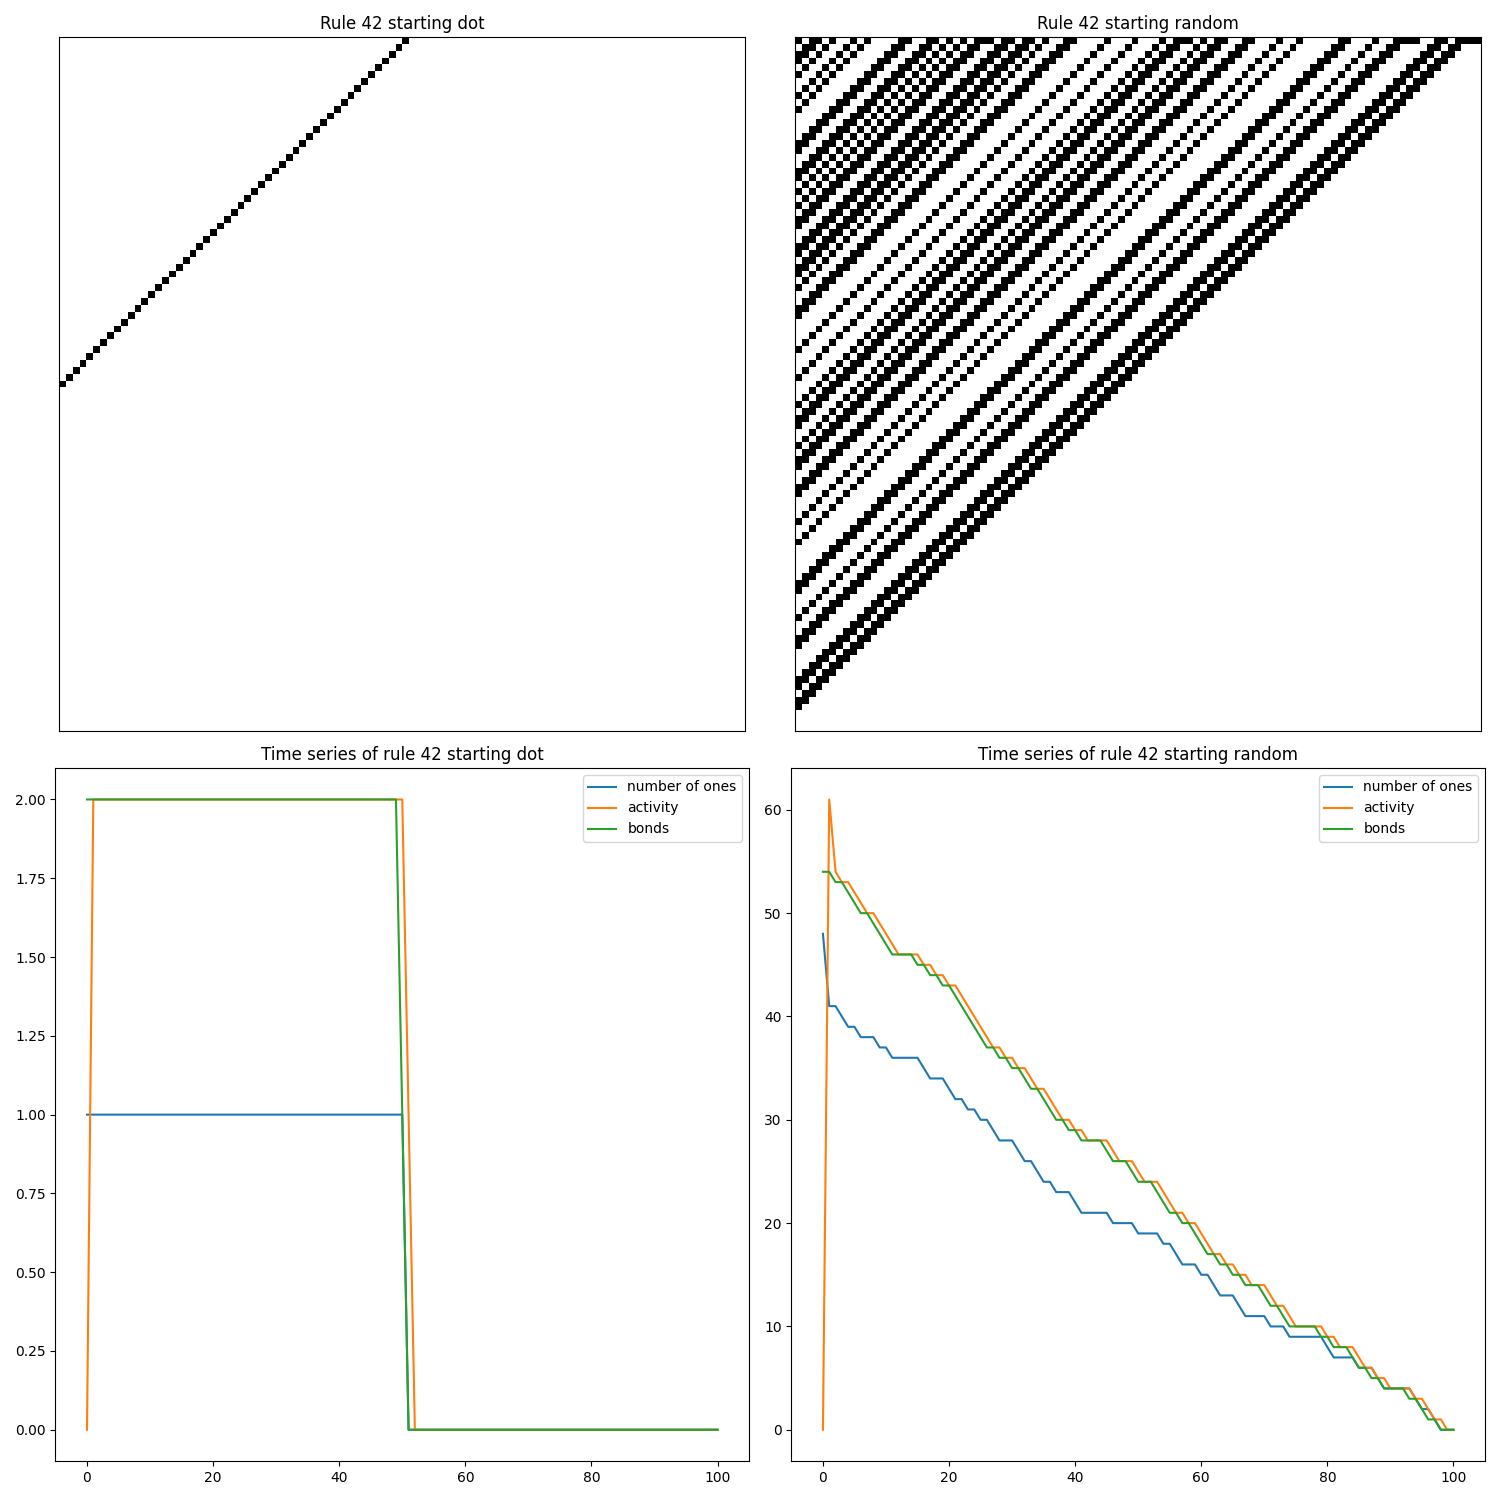 Rule 42 starting dot
Rule 42 starting random
Time series of rule 42 starting dot
2.00
1.75
1.50
1.25
1.00
0.75
0.50
0.25
0.00
0
20
40
60
80
100
number of ones
activity
bonds
Time series of rule 42 starting random
60
50
40
30
20
10
0
0
20
40
60
80
100
number of ones
activity
bonds